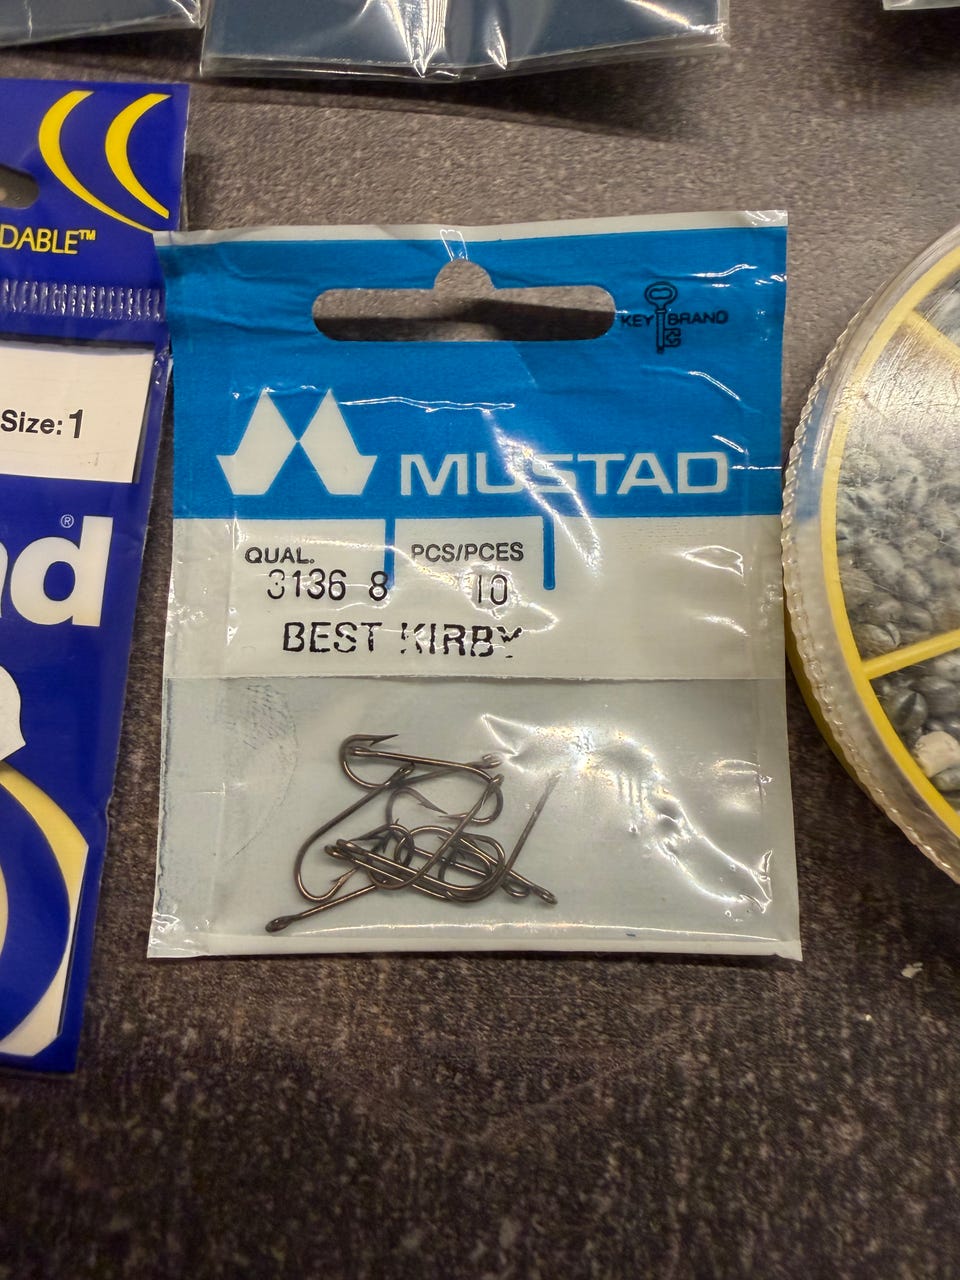 DABLE™
Size: 1
nd®
KEY BRAND
MUSTAD
QUAL. PCS/PCES
3136 8 10
BEST KIRBY